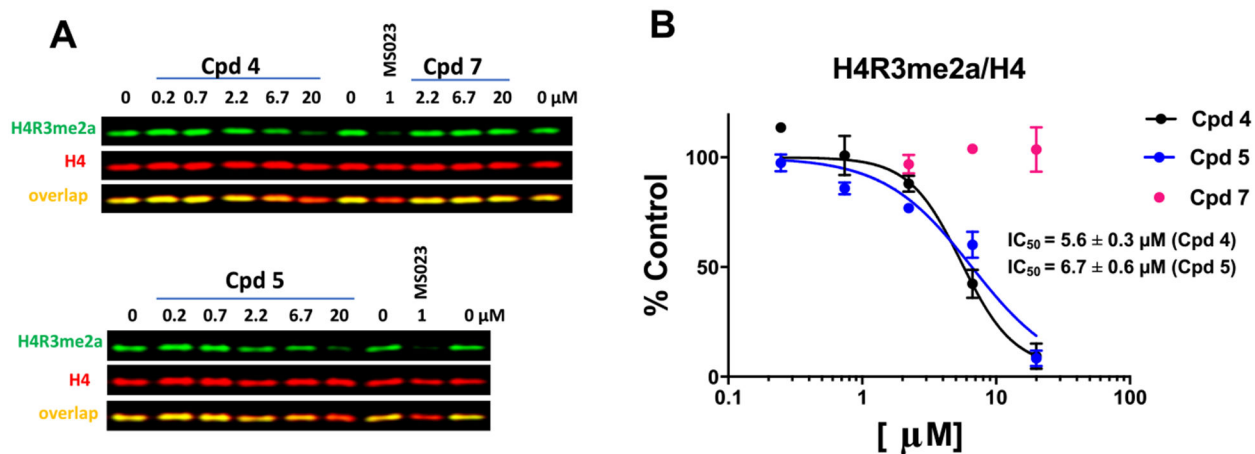 A
Cpd 4
MS023
Cpd 7
0 0.2 0.7 2.2 6.7 20 0 1 2.2 6.7 20 0 μM
H4R3me2a
H4
overlap
Cpd 5
MS023
0 0.2 0.7 2.2 6.7 20 0 1 0 μM
H4R3me2a
H4
overlap
B
H4R3me2a/H4
Cpd 4
Cpd 5
Cpd 7
IC50 = 5.6 ± 0.3 μM (Cpd 4)
IC50 = 6.7 ± 0.6 μM (Cpd 5)
% Control
100
50
0
0.1 1 10 100
[ μM]